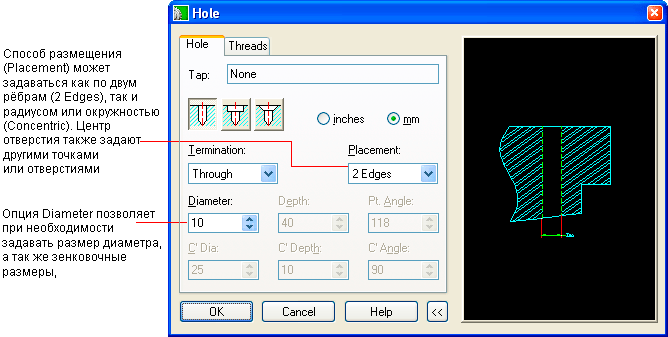 Hole
Способ размещения
(Placement) может
задаваться как по двум
рёбрам (2 Edges), так и
радиусом или окружностью
(Concentric). Центр
отверстия также задают
другими точками
или отверстиями
Опция Diameter позволяет
при необходимости
задавать размер диаметра,
а так же зенковочные
размеры,
Hole Threads
Tap: None
inches mm
Termination: Placement:
Through 2 Edges
Diameter: Depth: Pt. Angle:
10 40 118
C' Dia: C' Depth: C' Angle:
25 10 90
OK Cancel Help <<